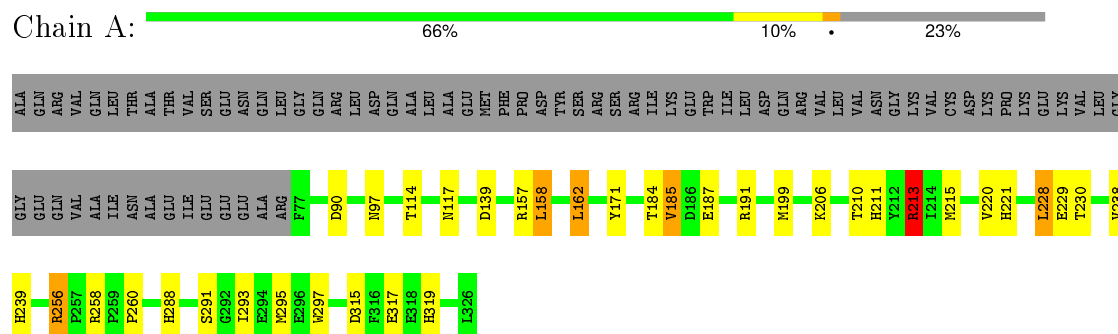 Chain A:
66% 10% • 23%
ALA GLN ARG VAL GLN LEU THR ALA THR VAL SER GLU ASN GLN LEU GLY GLN ARG LEU ASP GLN ALA LEU ALA GLU MET PHE PRO ASP TYR SER ARG SER ARG ILE LYS GLU TRP ILE LEU ASP GLN ARG VAL LEU VAL ASN GLY LYS VAL CYS ASP LYS PRO LYS GLU LYS VAL LEU GLY
GLY GLU GLN VAL ALA ILE ASN ALA GLU ILE GLU GLU GLU ALA ARG F77 D90 N97 T114 N117 D139 R157 L158 L162 Y171 T184 V185 D186 E187 R191 M199 K206 T210 H211 Y212 R213 I214 M215 V220 H221 L228 E229 T230
H239 R256 P257 R258 P259 P260 H288 S291 G292 I293 E294 M295 E296 W297 D315 F316 E317 E318 H319 L326